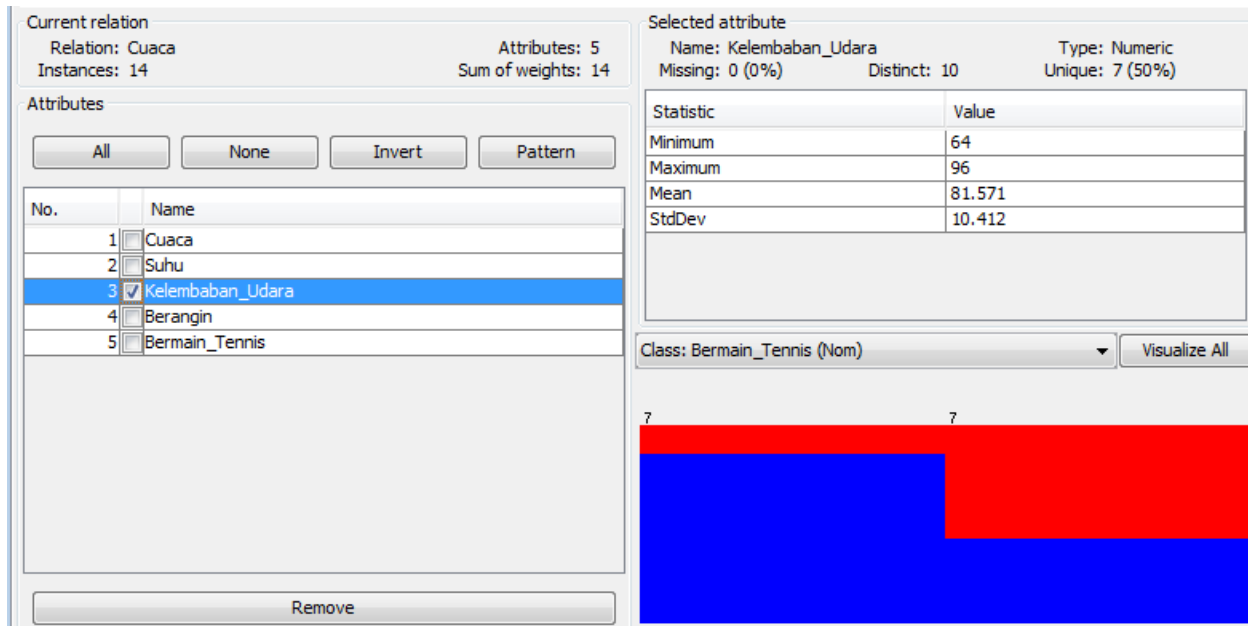 Current relation
Relation: Cuaca Attributes: 5
Instances: 14 Sum of weights: 14
Attributes
All None Invert Pattern
No. Name
1 Cuaca
2 Suhu
3 Kelembaban_Udara
4 Berangin
5 Bermain_Tennis
Remove
Selected attribute
Name: Kelembaban_Udara Type: Numeric
Missing: 0 (0%) Distinct: 10 Unique: 7 (50%)
Statistic Value
Minimum 64
Maximum 96
Mean 81.571
StdDev 10.412
Class: Bermain_Tennis (Nom) Visualize All
7 7